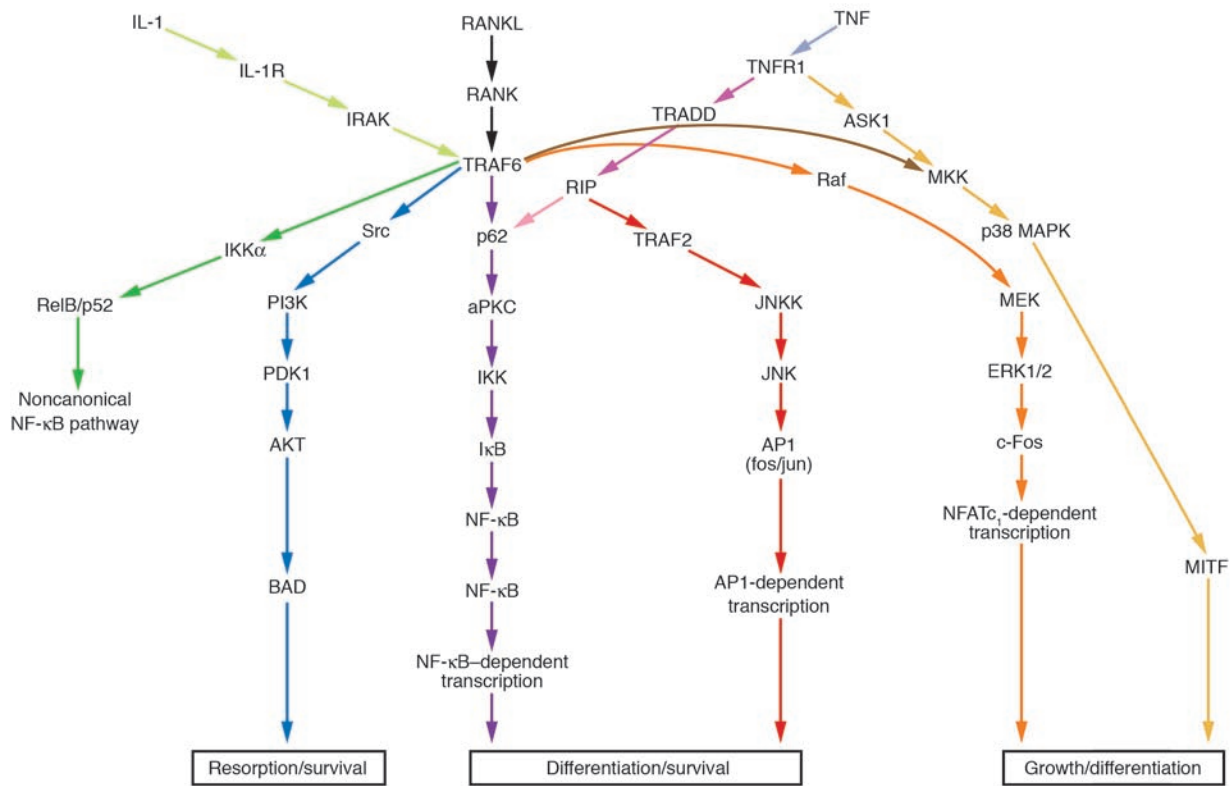 IL-1
RANKL
TNF
IL-1R
TNFR1
RANK
TRADD
IRAK
ASK1
TRAF6
RIP
Raf
MKK
Src
p62
TRAF2
p38 MAPK
IKKα
RelB/p52
PI3K
aPKC
JNKK
MEK
PDK1
IKK
JNK
ERK1/2
Noncanonical
NF-κB pathway
AKT
IκB
AP1
(fos/jun)
c-Fos
NF-κB
NFATc₁-dependent
transcription
MITF
BAD
NF-κB
AP1-dependent
transcription
NF-κB–dependent
transcription
Resorption/survival
Differentiation/survival
Growth/differentiation